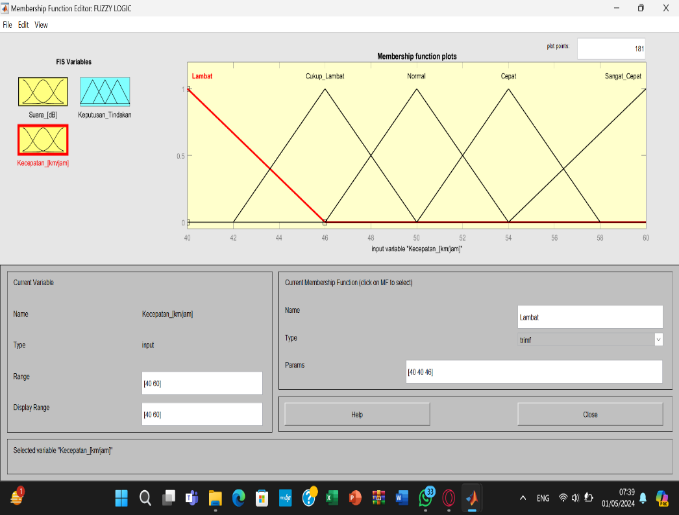 Membership Function Editor: FUZZY LOGIC
File Edit View
FIS Variables
Suara_[dB]
Keputusan_Tindakan
Kecepatan_[km/jam]
plot points:
181
Membership function plots
Lambat
Cukup_Lambat
Normal
Cepat
Sangat_Cepat
1
0.5
0
40 42 44 46 48 50 52 54 56 58 60
input variable "Kecepatan_[km/jam]"
Current Variable
Name
Kecepatan_[km/jam]
Type
input
Range
[40 60]
Display Range
[40 60]
Current Membership Function (click on MF to select)
Name
Lambat
Type
trimf
Params
[40 40 46]
Help
Close
Selected variable "Kecepatan_[km/jam]"
1
33
ENG
07:39
01/05/2024